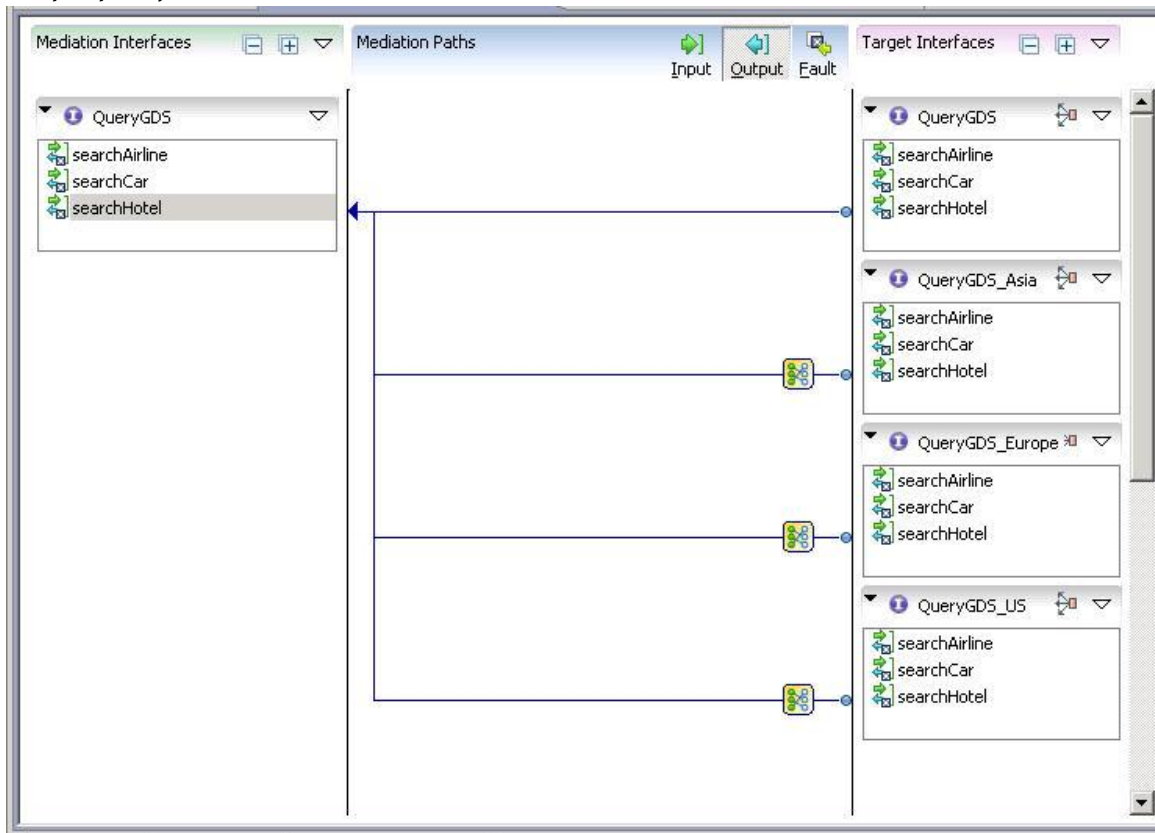 Mediation Interfaces
Mediation Paths
Input
Output
Fault
Target Interfaces
QueryGDS
searchAirline
searchCar
searchHotel
QueryGDS
searchAirline
searchCar
searchHotel
QueryGDS_Asia
searchAirline
searchCar
searchHotel
QueryGDS_Europe
searchAirline
searchCar
searchHotel
QueryGDS_US
searchAirline
searchCar
searchHotel